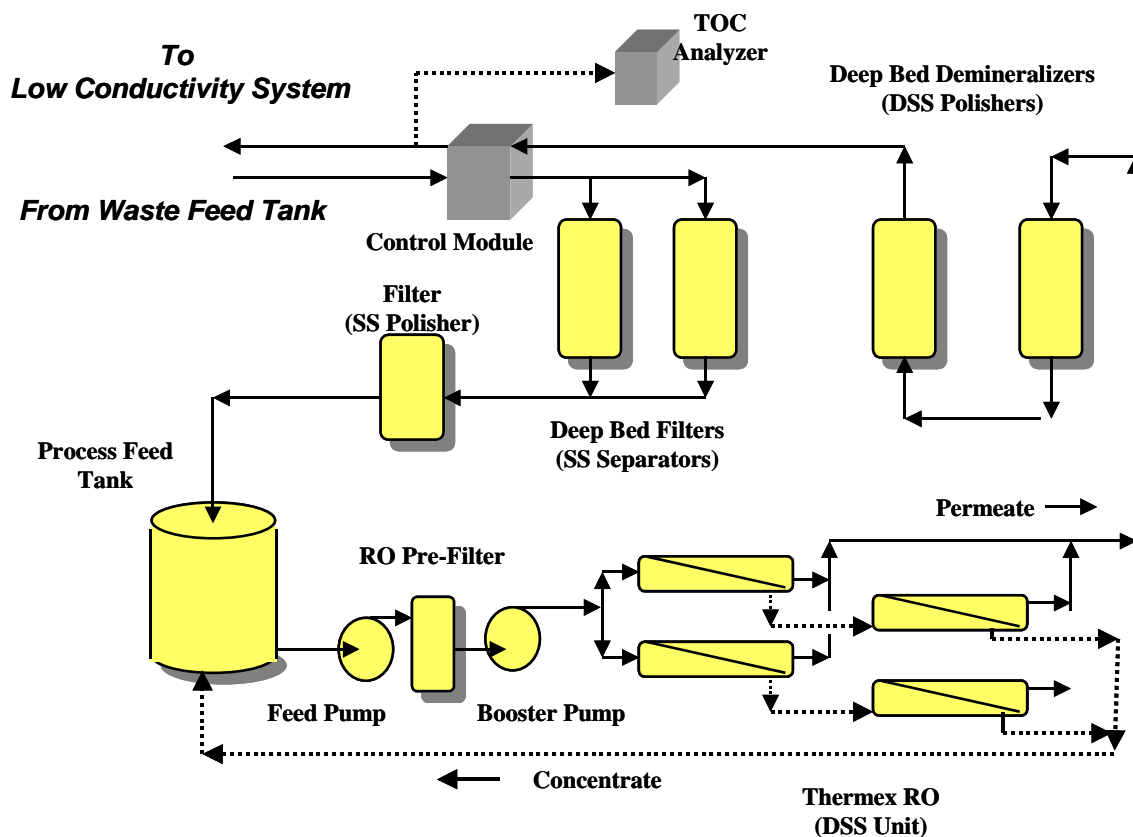 To
Low Conductivity System
TOC
Analyzer
Deep Bed Demineralizers
(DSS Polishers)
From Waste Feed Tank
Control Module
Filter
(SS Polisher)
Deep Bed Filters
(SS Separators)
Process Feed
Tank
Permeate
RO Pre-Filter
Feed Pump
Booster Pump
Concentrate
Thermex RO
(DSS Unit)